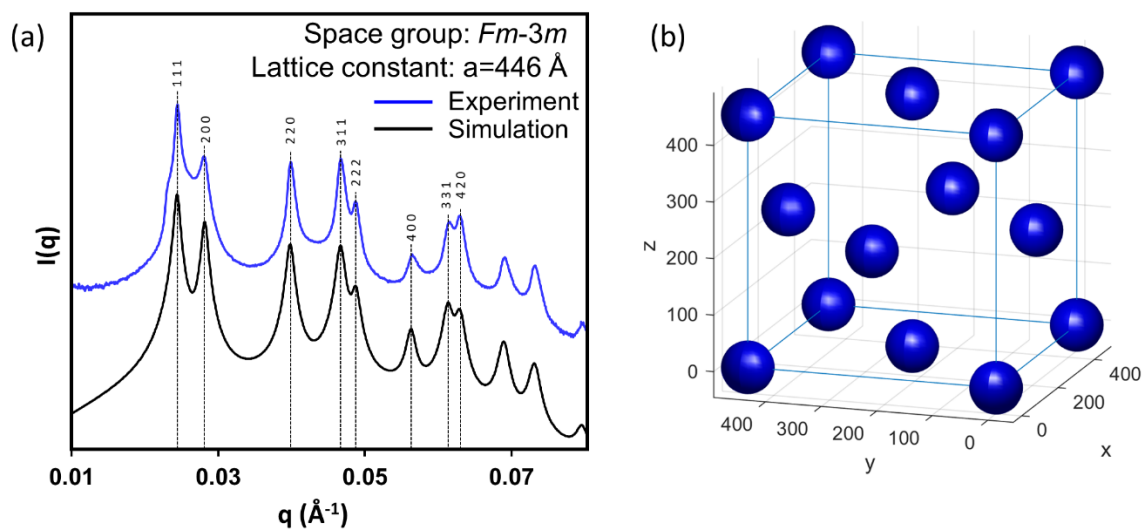 (a)
Space group: Fm-3m
Lattice constant: a=446 Å
Experiment
Simulation
111
200
220
311
222
400
331
420
I(q)
0.01 0.03 0.05 0.07
q (Å-1)
(b)
400
300
200
100
0
z
400 300 200 100 0
y
400
200
0
x